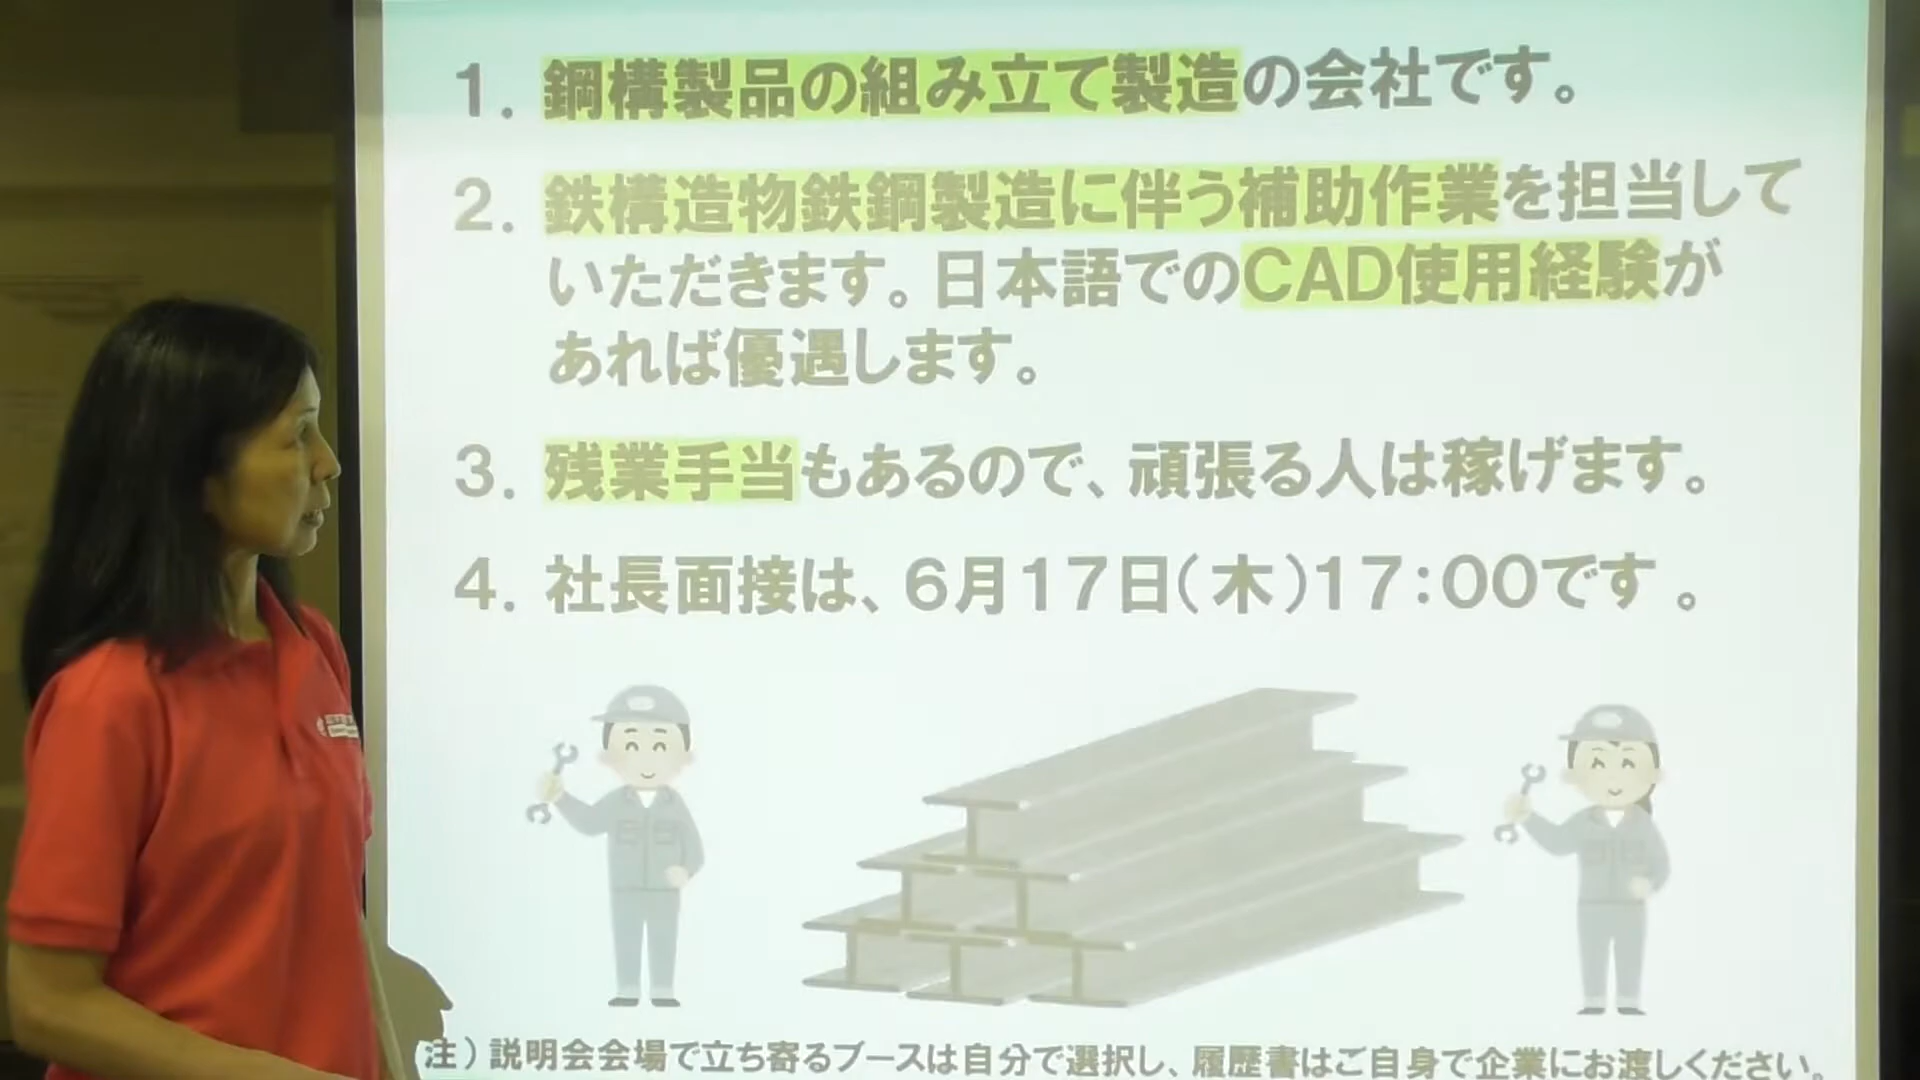 1. 鋼構製品の組み立て製造の会社です。
2. 鉄構造物鉄鋼製造に伴う補助作業を担当して
いただきます。日本語でのCAD使用経験が
あれば優遇します。
3. 残業手当もあるので、頑張る人は稼げます。
4. 社長面接は、6月17日(木)17:00です。
注)説明会会場で立ち寄るブースは自分で選択し、履歴書はご自身で企業にお渡しください。